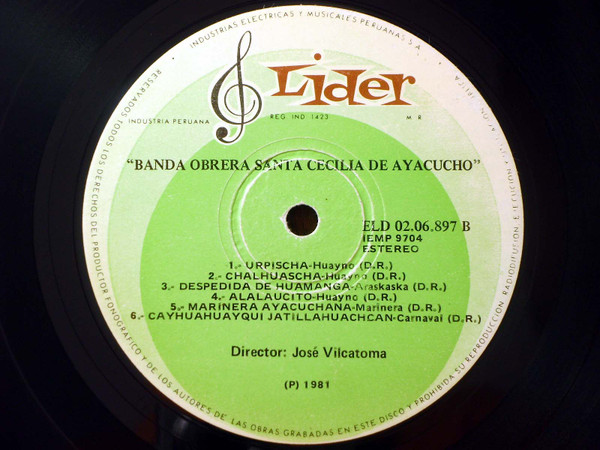 INDUSTRIAS ELECTRICAS Y MUSICALES PERUANAS S.A.
Lider
INDUSTRIA PERUANA
REG. IND 1423
M R
"BANDA OBRERA SANTA CECILIA DE AYACUCHO"
ELD 02.06.897 B
IEMP 9704
ESTEREO
1.- URPISCHA-Huayno (D.R.)
2.- CHALHUASCHA-Huayno (D.R.)
3.- DESPEDIDA DE HUAMANGA-Araskaska (D.R.)
4.- ALALAUCITO-Huayno (D.R.)
5.- MARINERA AYACUCHANA-Marinera (D.R.)
6.- CAYHUAHUAYQUI JATILLAHUACHCAN-Carnaval (D.R.)
Director: José Vilcatoma
(P) 1981
RESERVADOS TODOS LOS DERECHOS DEL PRODUCTOR FONOGRAFICO Y DE LOS AUTORES DE LAS OBRAS GRABADAS EN ESTE DISCO Y PROHIBIDA SU REPRODUCCION, RADIODIFUSION